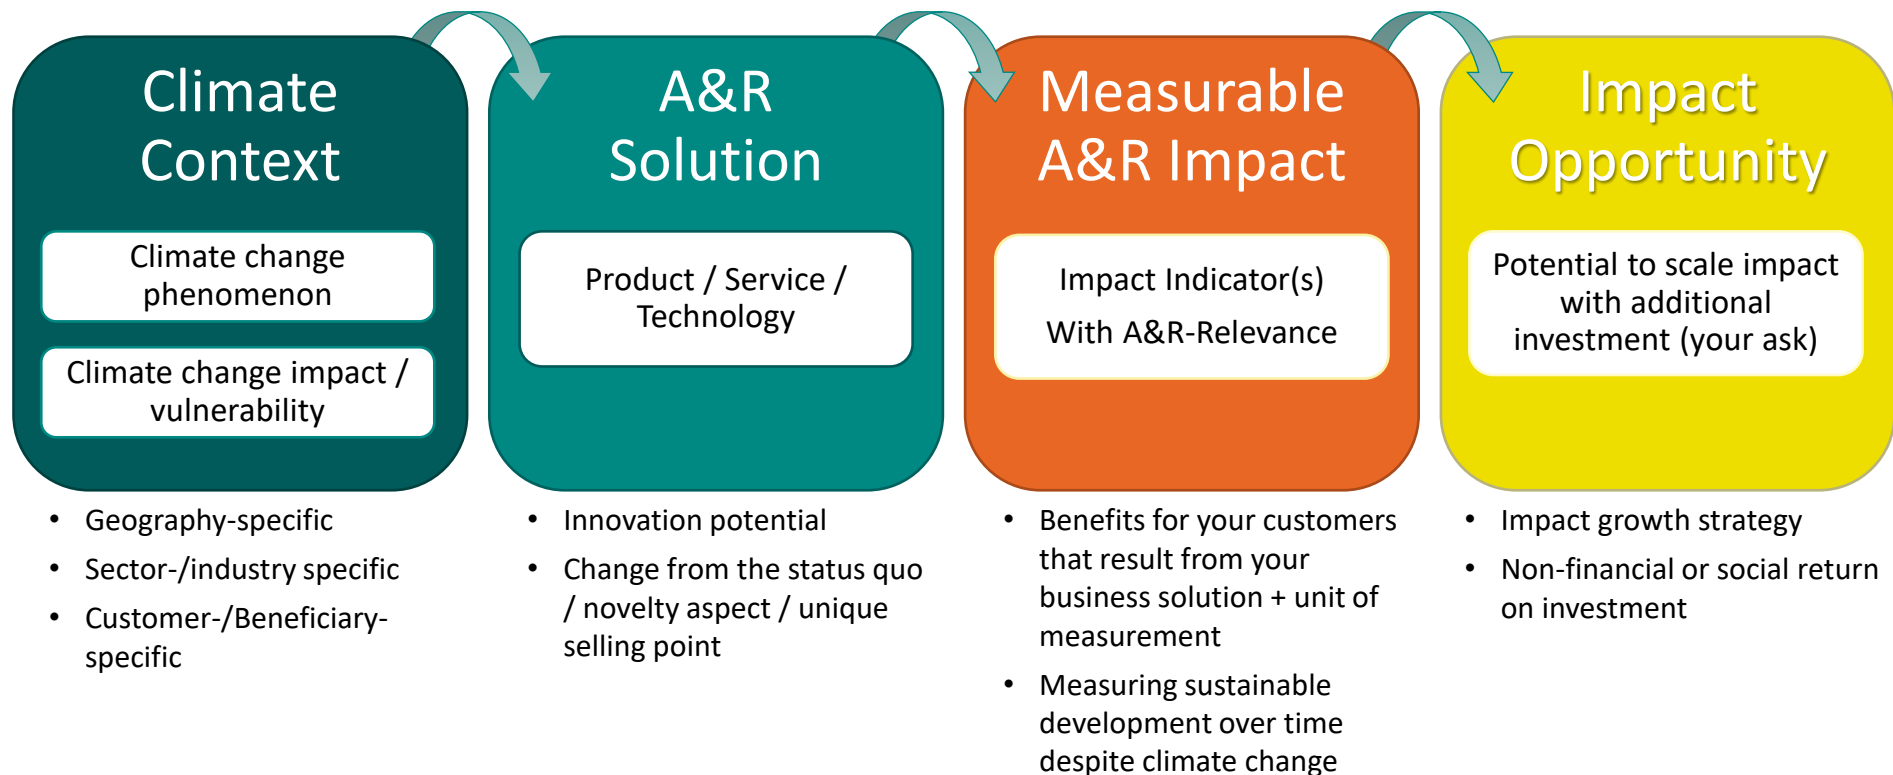 Climate
Context
Climate change
phenomenon
Climate change impact /
vulnerability
• Geography-specific
• Sector-/industry specific
• Customer-/Beneficiary-
specific
A&R
Solution
Product / Service /
Technology
• Innovation potential
• Change from the status quo
/ novelty aspect / unique
selling point
Measurable
A&R Impact
Impact Indicator(s)
With A&R-Relevance
• Benefits for your customers
that result from your
business solution + unit of
measurement
• Measuring sustainable
development over time
despite climate change
Impact
Opportunity
Potential to scale impact
with additional
investment (your ask)
• Impact growth strategy
• Non-financial or social return
on investment